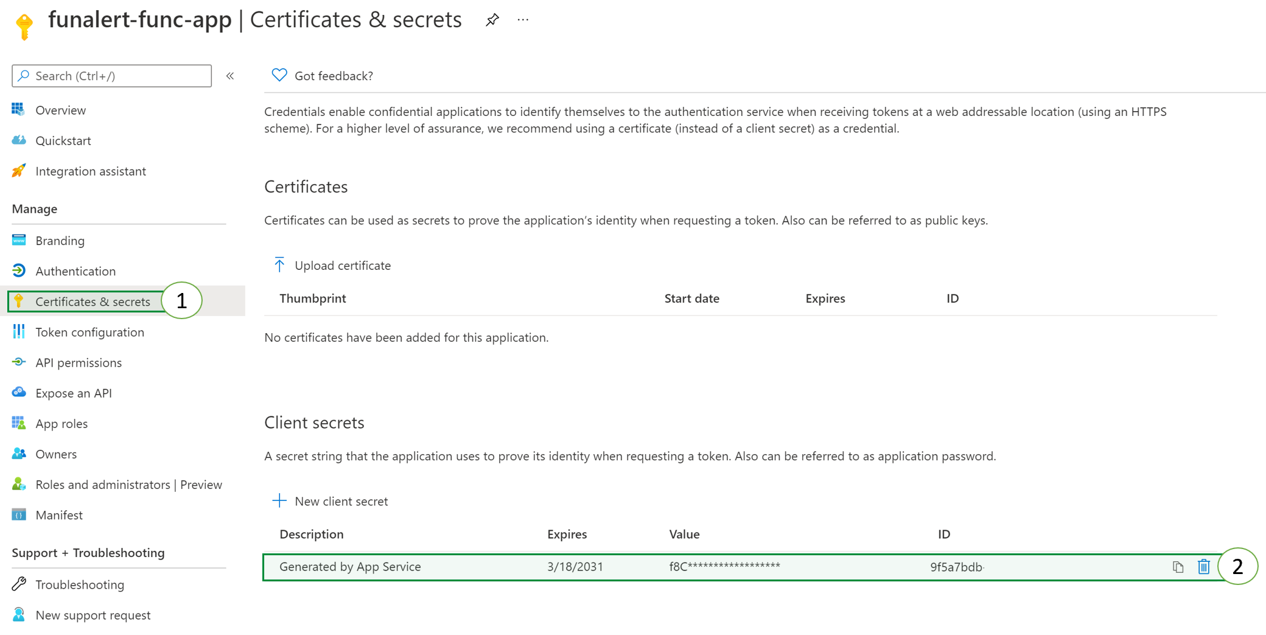 funalert-func-app | Certificates & secrets
Search (Ctrl+/)
Overview
Quickstart
Integration assistant
Manage
Branding
Authentication
Certificates & secrets
1
Token configuration
API permissions
Expose an API
App roles
Owners
Roles and administrators | Preview
Manifest
Support + Troubleshooting
Troubleshooting
New support request
Got feedback?
Credentials enable confidential applications to identify themselves to the authentication service when receiving tokens at a web addressable location (using an HTTPS
scheme). For a higher level of assurance, we recommend using a certificate (instead of a client secret) as a credential.
Certificates
Certificates can be used as secrets to prove the application's identity when requesting a token. Also can be referred to as public keys.
Upload certificate
Thumbprint Start date Expires ID
No certificates have been added for this application.
Client secrets
A secret string that the application uses to prove its identity when requesting a token. Also can be referred to as application password.
New client secret
Description Expires Value ID
Generated by App Service 3/18/2031 f8C****************** 9f5a7bdb
2